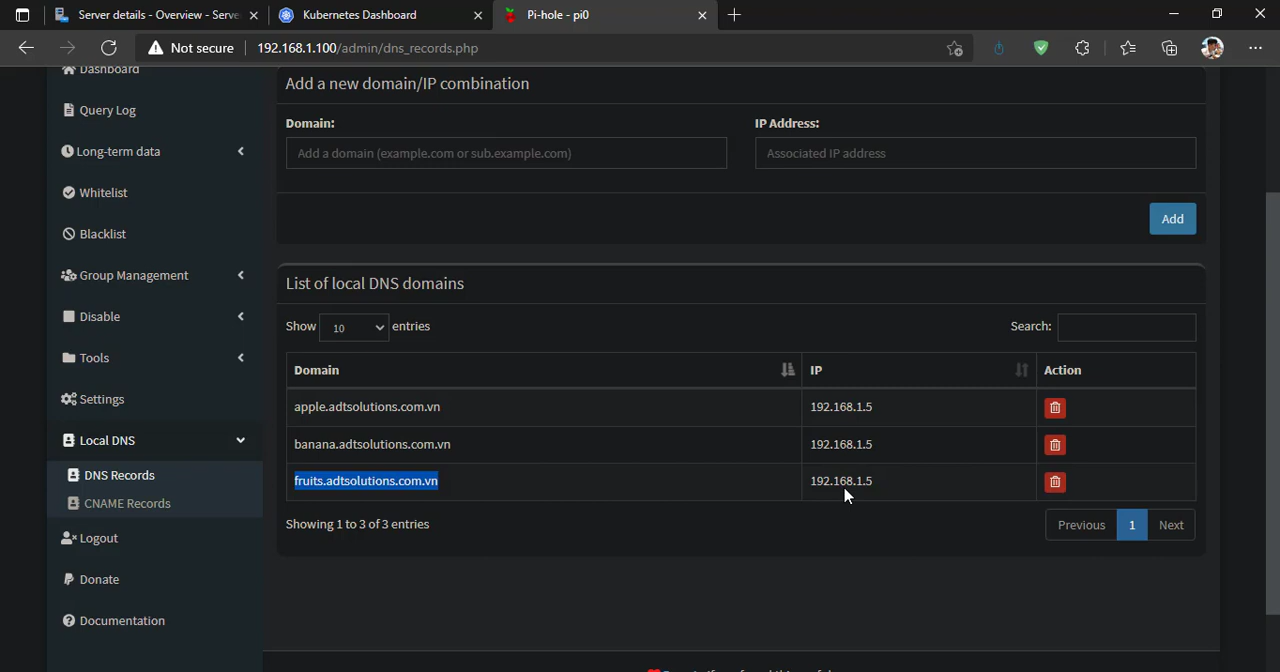 Server details - Overview - Serve
Kubernetes Dashboard
Pi-hole - pi0
Not secure
192.168.1.100/admin/dns_records.php
Dashboard
Query Log
Long-term data
Whitelist
Blacklist
Group Management
Disable
Tools
Settings
Local DNS
DNS Records
CNAME Records
Logout
Donate
Documentation
Add a new domain/IP combination
Domain:
IP Address:
Add a domain (example.com or sub.example.com)
Associated IP address
Add
List of local DNS domains
Show 10 entries
Search:
Domain IP Action
apple.adtsolutions.com.vn 192.168.1.5
banana.adtsolutions.com.vn 192.168.1.5
fruits.adtsolutions.com.vn 192.168.1.5
Showing 1 to 3 of 3 entries
Previous 1 Next